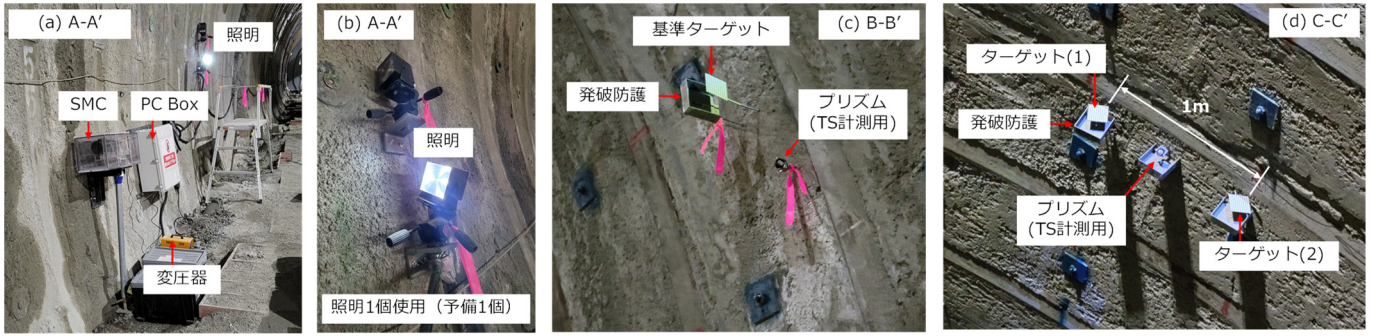 (a) A-A’
照明
SMC
PC Box
変圧器
(b) A-A’
照明
照明1個使用（予備1個）
(c) B-B’
基準ターゲット
発破防護
プリズム
(TS計測用)
(d) C-C’
ターゲット(1)
1m
発破防護
プリズム
(TS計測用)
ターゲット(2)
5